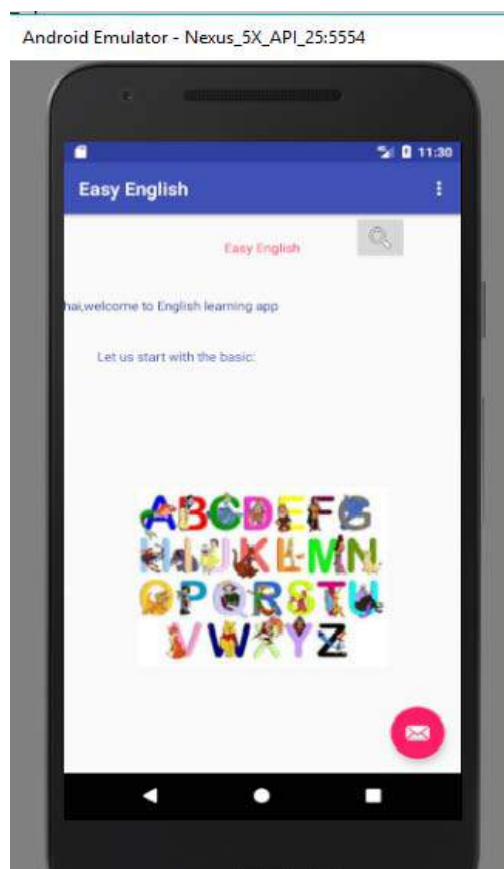 Android Emulator - Nexus_5X_API_25:5554
11:30
Easy English
Easy English
hai,welcome to English learning app
Let us start with the basic:
ABCDEFG
HIJKLMN
OPQRSTU
VWXYZ